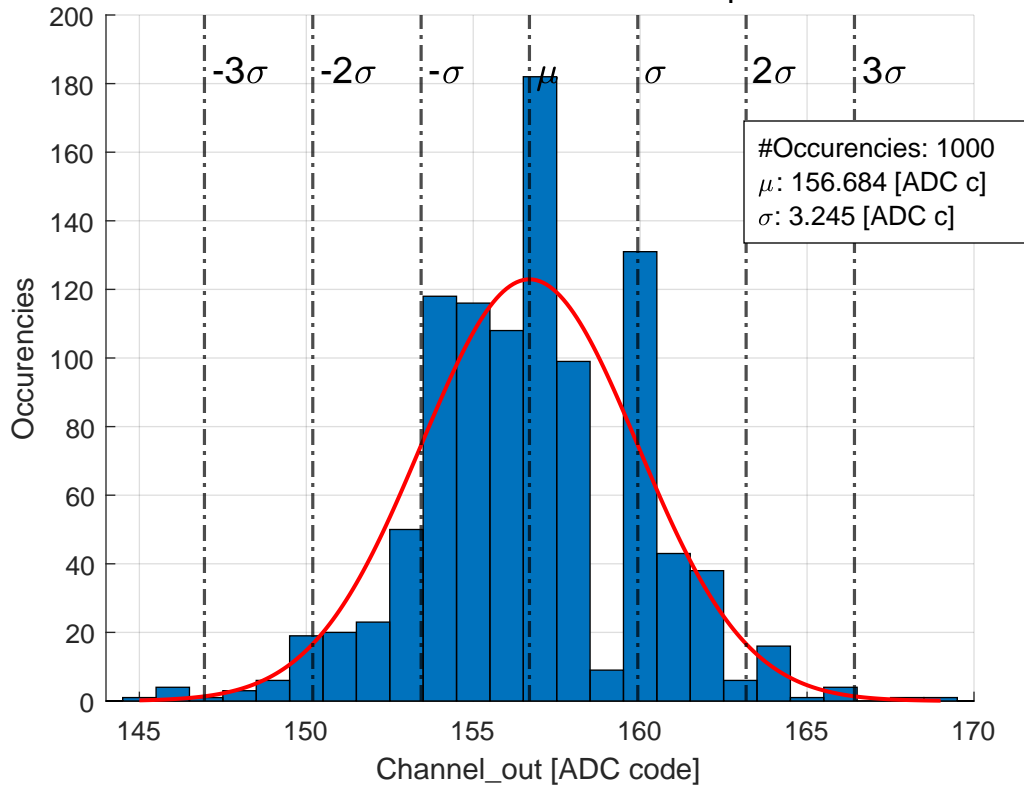 200
180
160
140
120
100
80
60
40
20
0
-3σ
-2σ
-σ
μ
σ
2σ
3σ
#Occurencies: 1000
μ: 156.684 [ADC c]
σ: 3.245 [ADC c]
Occurencies
145
150
155
160
165
170
Channel_out [ADC code]